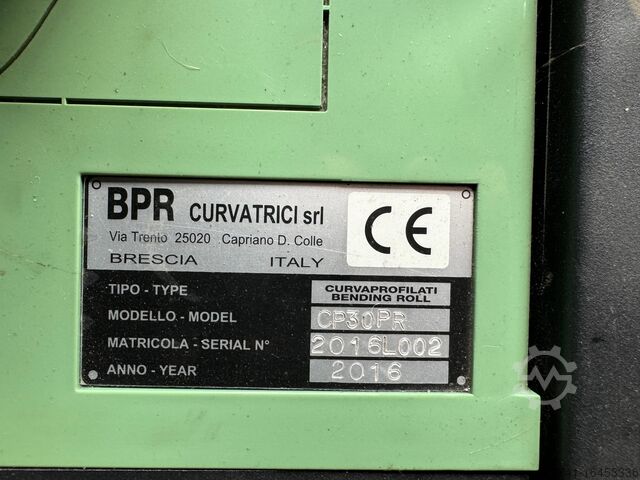 BPR CURVATRICI srl
Via Trento 25020 Capriano D. Colle
BRESCIA ITALY
CE
TIPO - TYPE CURVAPROFILATI
BENDING ROLL
MODELLO - MODEL CP30PR
MATRICOLA - SERIAL N° 2016L002
ANNO - YEAR 2016